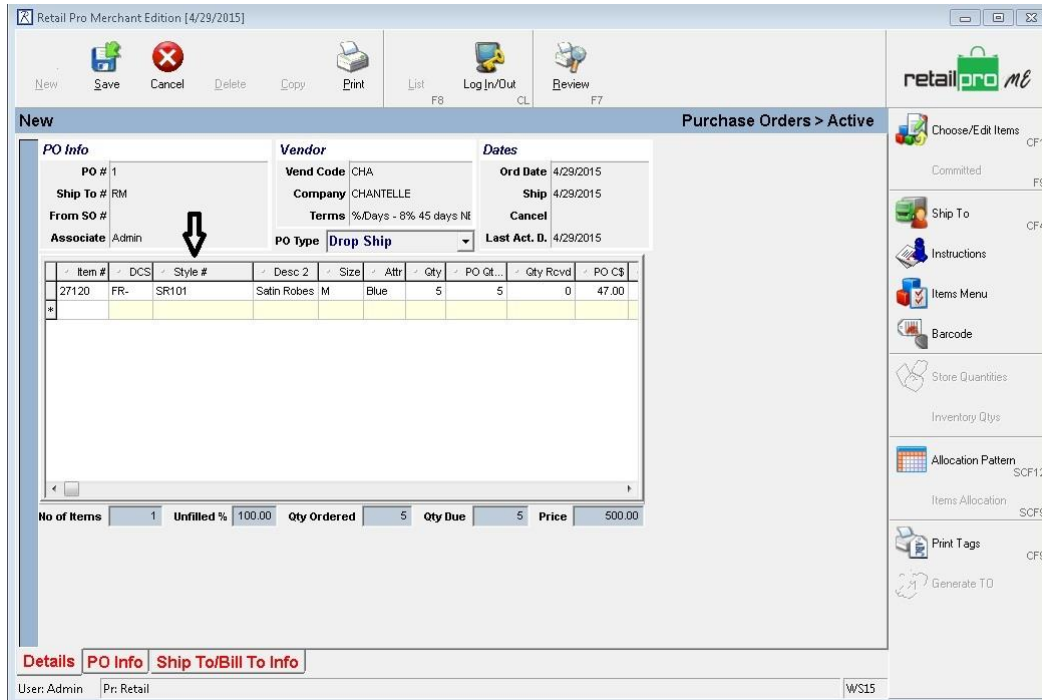 Retail Pro Merchant Edition [4/29/2015]
New Save Cancel Delete Copy Print List F8 Log In/Out CL Review F7
retail pro ME
New Purchase Orders > Active
PO Info Vendor Dates
PO # 1 Vend Code CHA Ord Date 4/29/2015
Ship To # RM Company CHANTELLE Ship 4/29/2015
From SO # Terms %/Days - 8% 45 days NE Cancel
Associate Admin PO Type Drop Ship Last Act. D. 4/29/2015
Item # DCS Style # Desc 2 Size Attr Qty PO Qt... Qty Rcvd PO C$
27120 FR- SR101 Satin Robes M Blue 5 5 0 47.00
*
No of Items 1 Unfilled % 100.00 Qty Ordered 5 Qty Due 5 Price 500.00
Choose/Edit Items
Committed
Ship To
Instructions
Items Menu
Barcode
Store Quantities
Inventory Qtys
Allocation Pattern
SCF12
Items Allocation
Print Tags
Generate TO
Details PO Info Ship To/Bill To Info
User: Admin Pr: Retail WS15